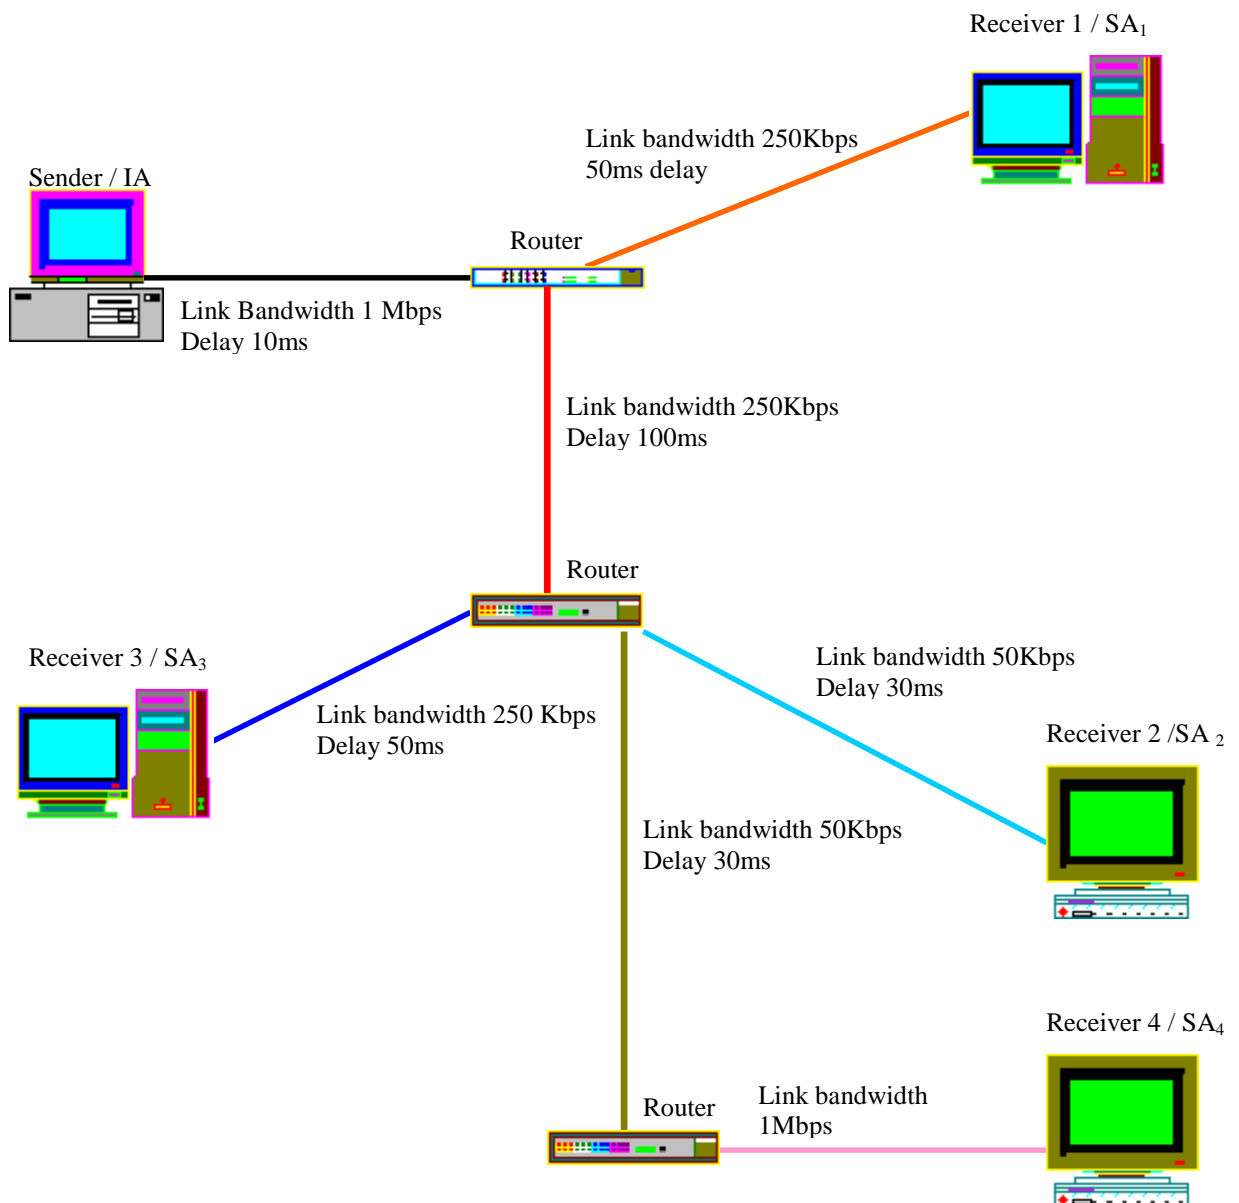 Receiver 1 / SA1
Link bandwidth 250Kbps
50ms delay
Sender / IA
Router
Link Bandwidth 1 Mbps
Delay 10ms
Link bandwidth 250Kbps
Delay 100ms
Router
Receiver 3 / SA3
Link bandwidth 50Kbps
Delay 30ms
Link bandwidth 250 Kbps
Delay 50ms
Receiver 2 /SA 2
Link bandwidth 50Kbps
Delay 30ms
Receiver 4 / SA4
Router
Link bandwidth
1Mbps